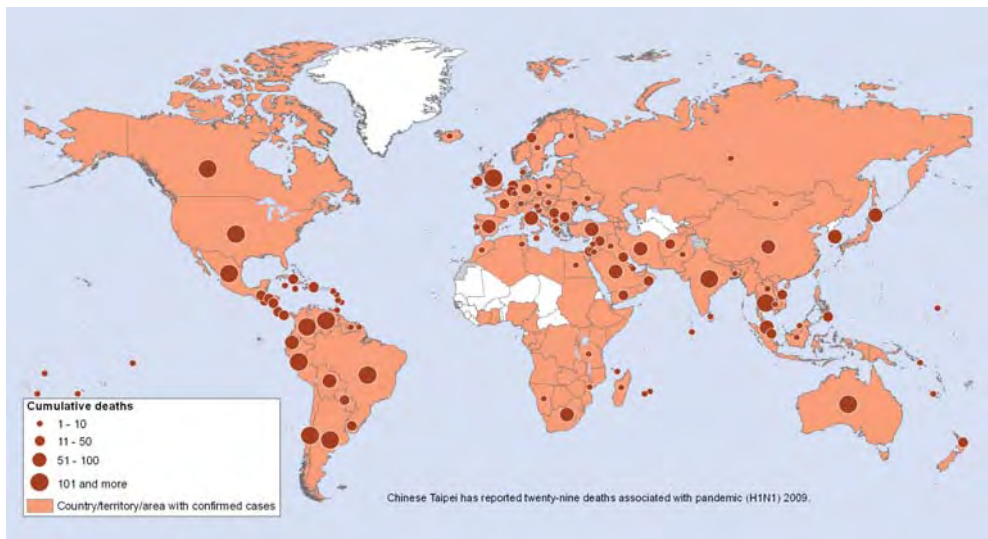 Cumulative deaths
1 - 10
11 - 50
51 - 100
101 and more
Country/territory/area with confirmed cases
Chinese Taipei has reported twenty-nine deaths associated with pandemic (H1N1) 2009.